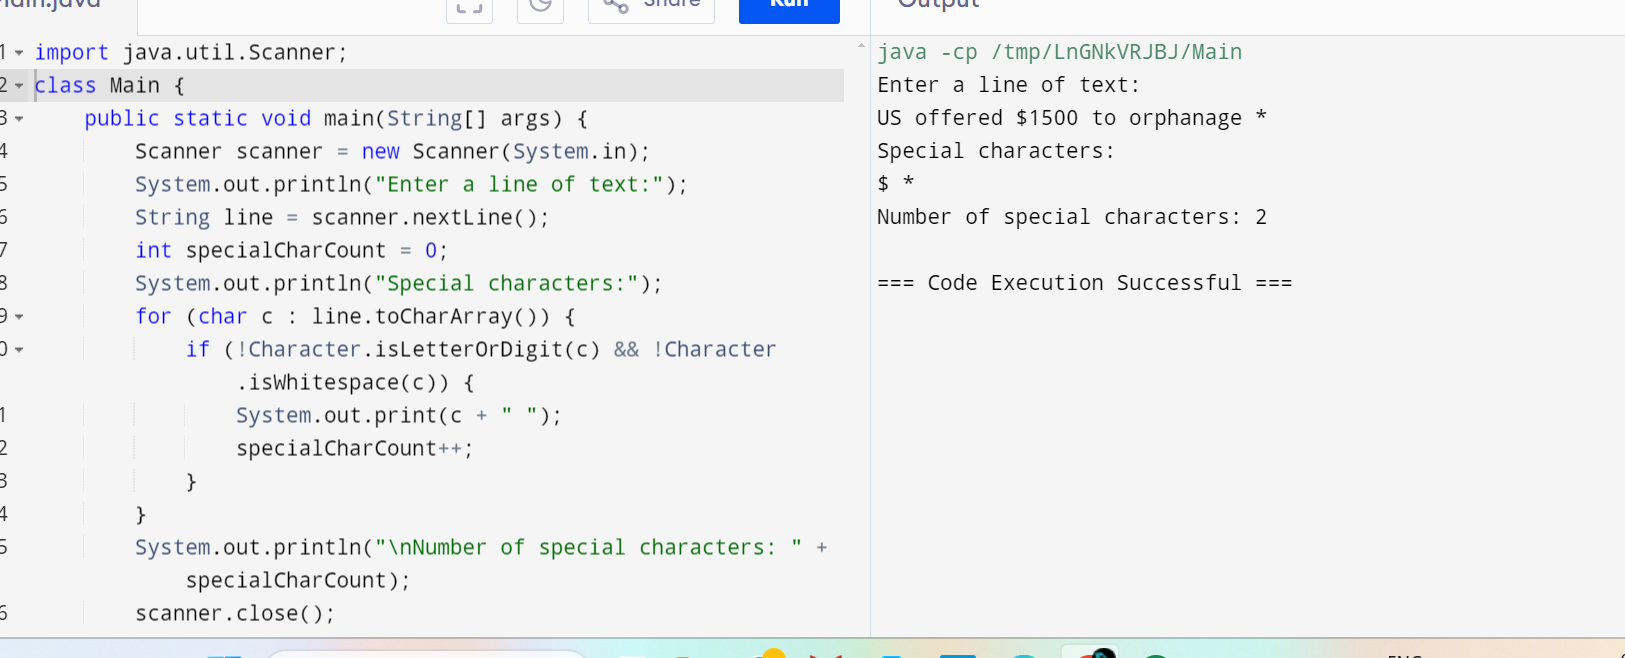 Main.java
Share
Run
Output
1 import java.util.Scanner;
2 class Main {
3 public static void main(String[] args) {
4 Scanner scanner = new Scanner(System.in);
5 System.out.println("Enter a line of text:");
6 String line = scanner.nextLine();
7 int specialCharCount = 0;
8 System.out.println("Special characters:");
9 for (char c : line.toCharArray()) {
0 if (!Character.isLetterOrDigit(c) && !Character
.isWhitespace(c)) {
1 System.out.print(c + " ");
2 specialCharCount++;
3 }
4 }
5 System.out.println("\nNumber of special characters: " +
specialCharCount);
6 scanner.close();
java -cp /tmp/LnGNkVRJBJ/Main
Enter a line of text:
US offered $1500 to orphanage *
Special characters:
$ *
Number of special characters: 2
=== Code Execution Successful ===
ENG